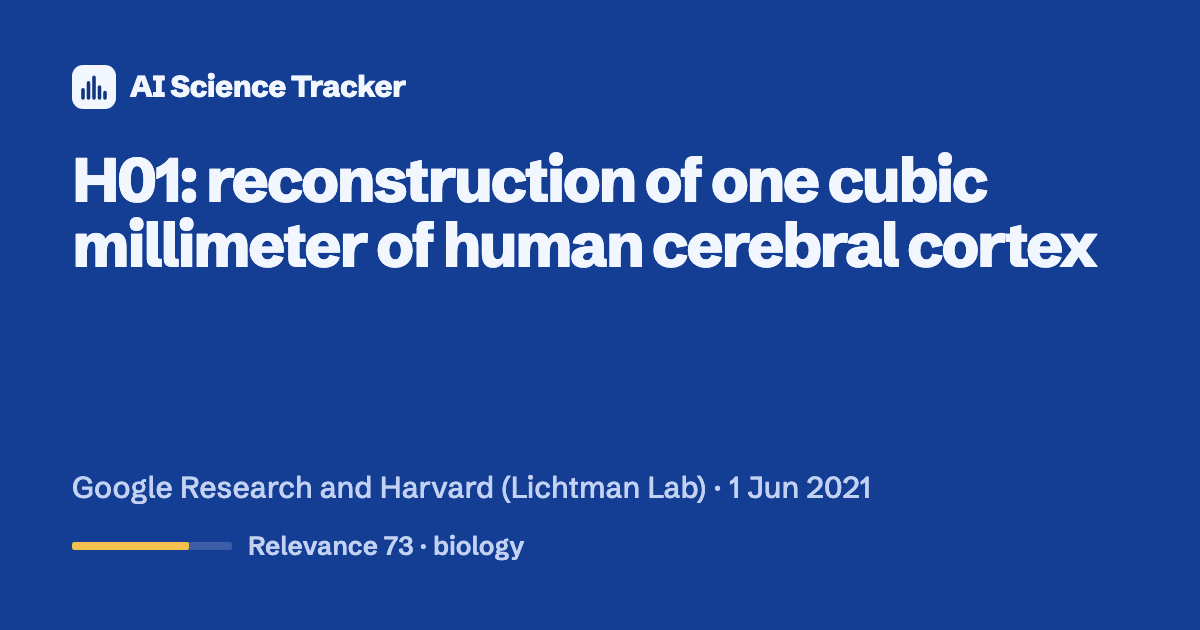 AI Science Tracker
H01: reconstruction of one cubic
millimeter of human cerebral cortex
Google Research and Harvard (Lichtman Lab) · 1 Jun 2021
Relevance 73 · biology